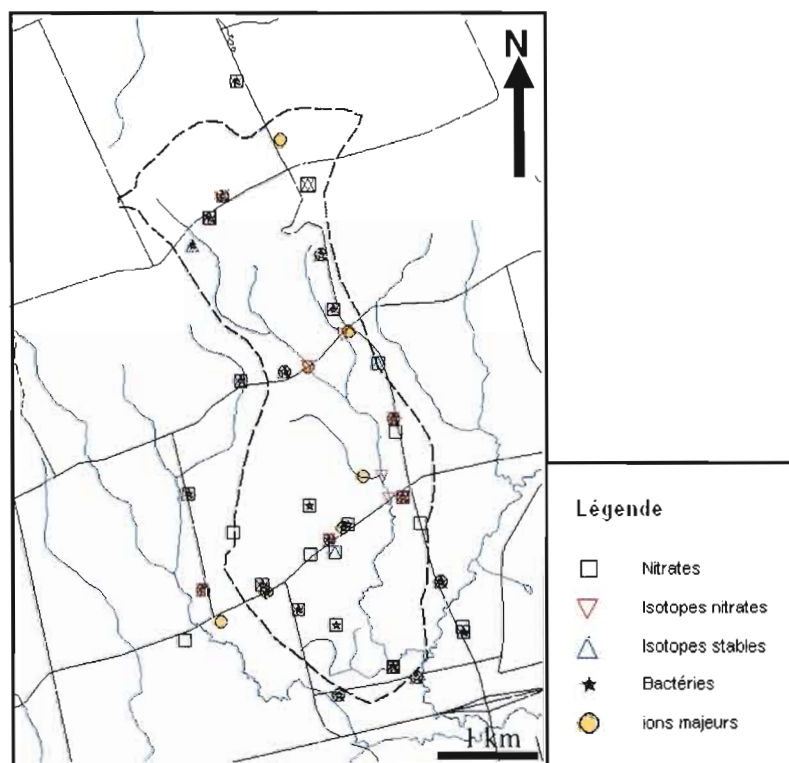 N
Légende
Nitrates
Isotopes nitrates
Isotopes stables
Bactéries
ions majeurs
1 km